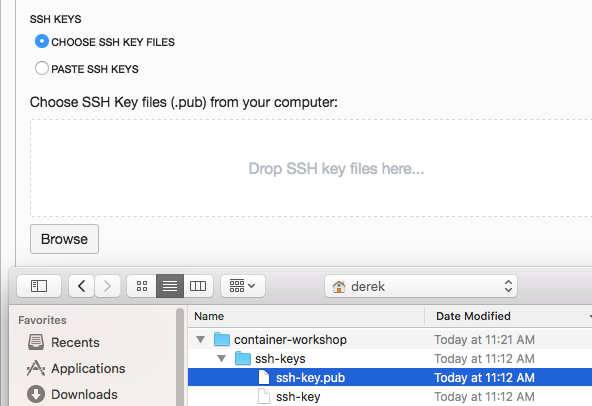 SSH KEYS
CHOOSE SSH KEY FILES
PASTE SSH KEYS
Choose SSH Key files (.pub) from your computer:
Drop SSH key files here...
Browse
derek
Favorites
Recents
Applications
Downloads
Name Date Modified
container-workshop Today at 11:21 AM
ssh-keys Today at 11:12 AM
ssh-key.pub Today at 11:12 AM
ssh-key Today at 11:12 AM